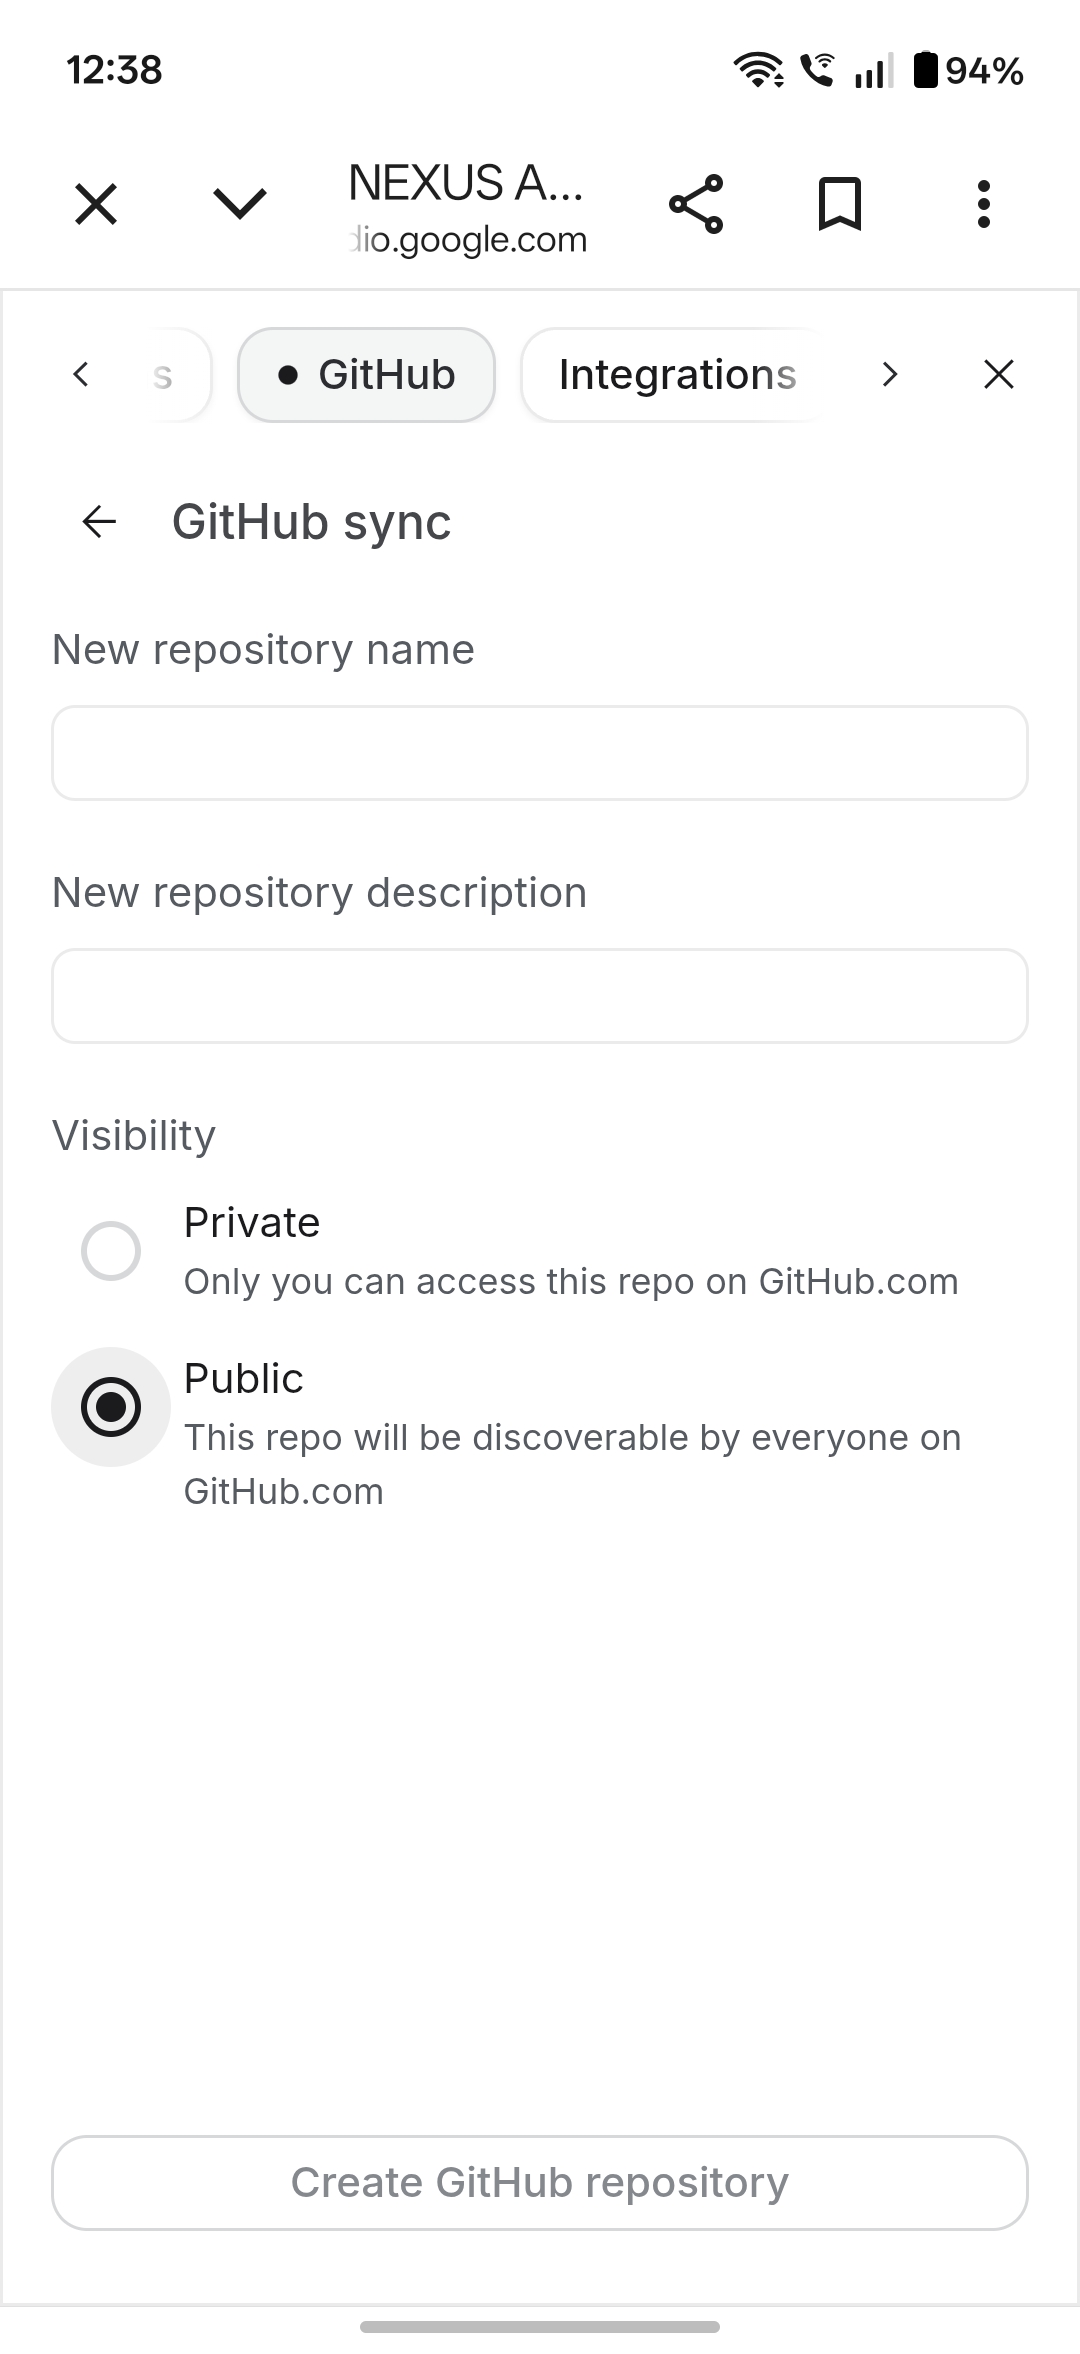 12:38
94%
NEXUS A...
dio.google.com
s
GitHub
Integrations
GitHub sync
New repository name
New repository description
Visibility
Private
Only you can access this repo on GitHub.com
Public
This repo will be discoverable by everyone on
GitHub.com
Create GitHub repository